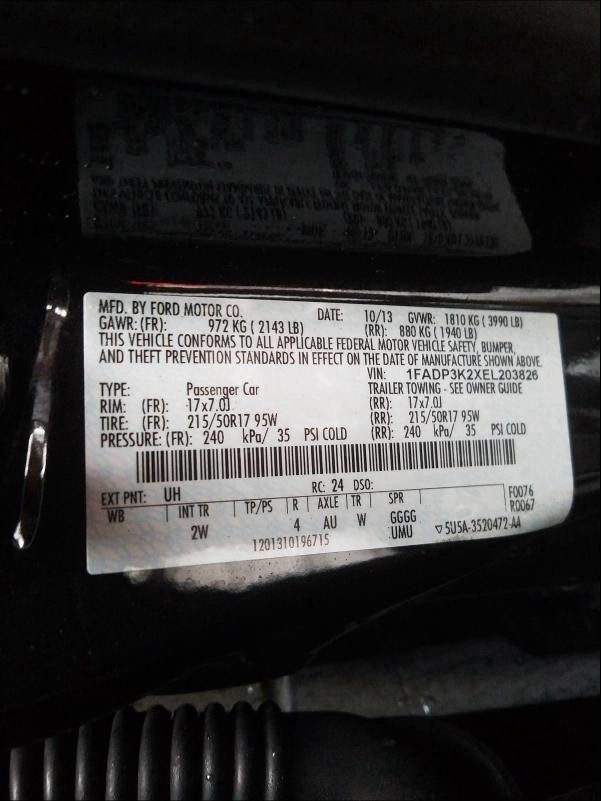 MFD. BY FORD MOTOR CO. DATE: 10/13 GVWR: 1810 KG ( 3990 LB)
GAWR: (FR): 972 KG ( 2143 LB) (RR): 880 KG ( 1940 LB)
THIS VEHICLE CONFORMS TO ALL APPLICABLE FEDERAL MOTOR VEHICLE SAFETY, BUMPER,
AND THEFT PREVENTION STANDARDS IN EFFECT ON THE DATE OF MANUFACTURE SHOWN ABOVE.
VIN: 1FADP3K2XEL203826
TYPE: Passenger Car TRAILER TOWING - SEE OWNER GUIDE
RIM: (FR): 17x7.0J (RR): 17x7.0J
TIRE: (FR): 215/50R17 95W (RR): 215/50R17 95W
PRESSURE: (FR): 240 kPa/ 35 PSI COLD (RR): 240 kPa/ 35 PSI COLD
EXT PNT: UH RC: 24 DSO: F0076
WB INT TR TP/PS R AXLE TR SPR R0067
2W 4 AU W GGGG
UMU ▽5U5A-3520472-AA
1201310196715